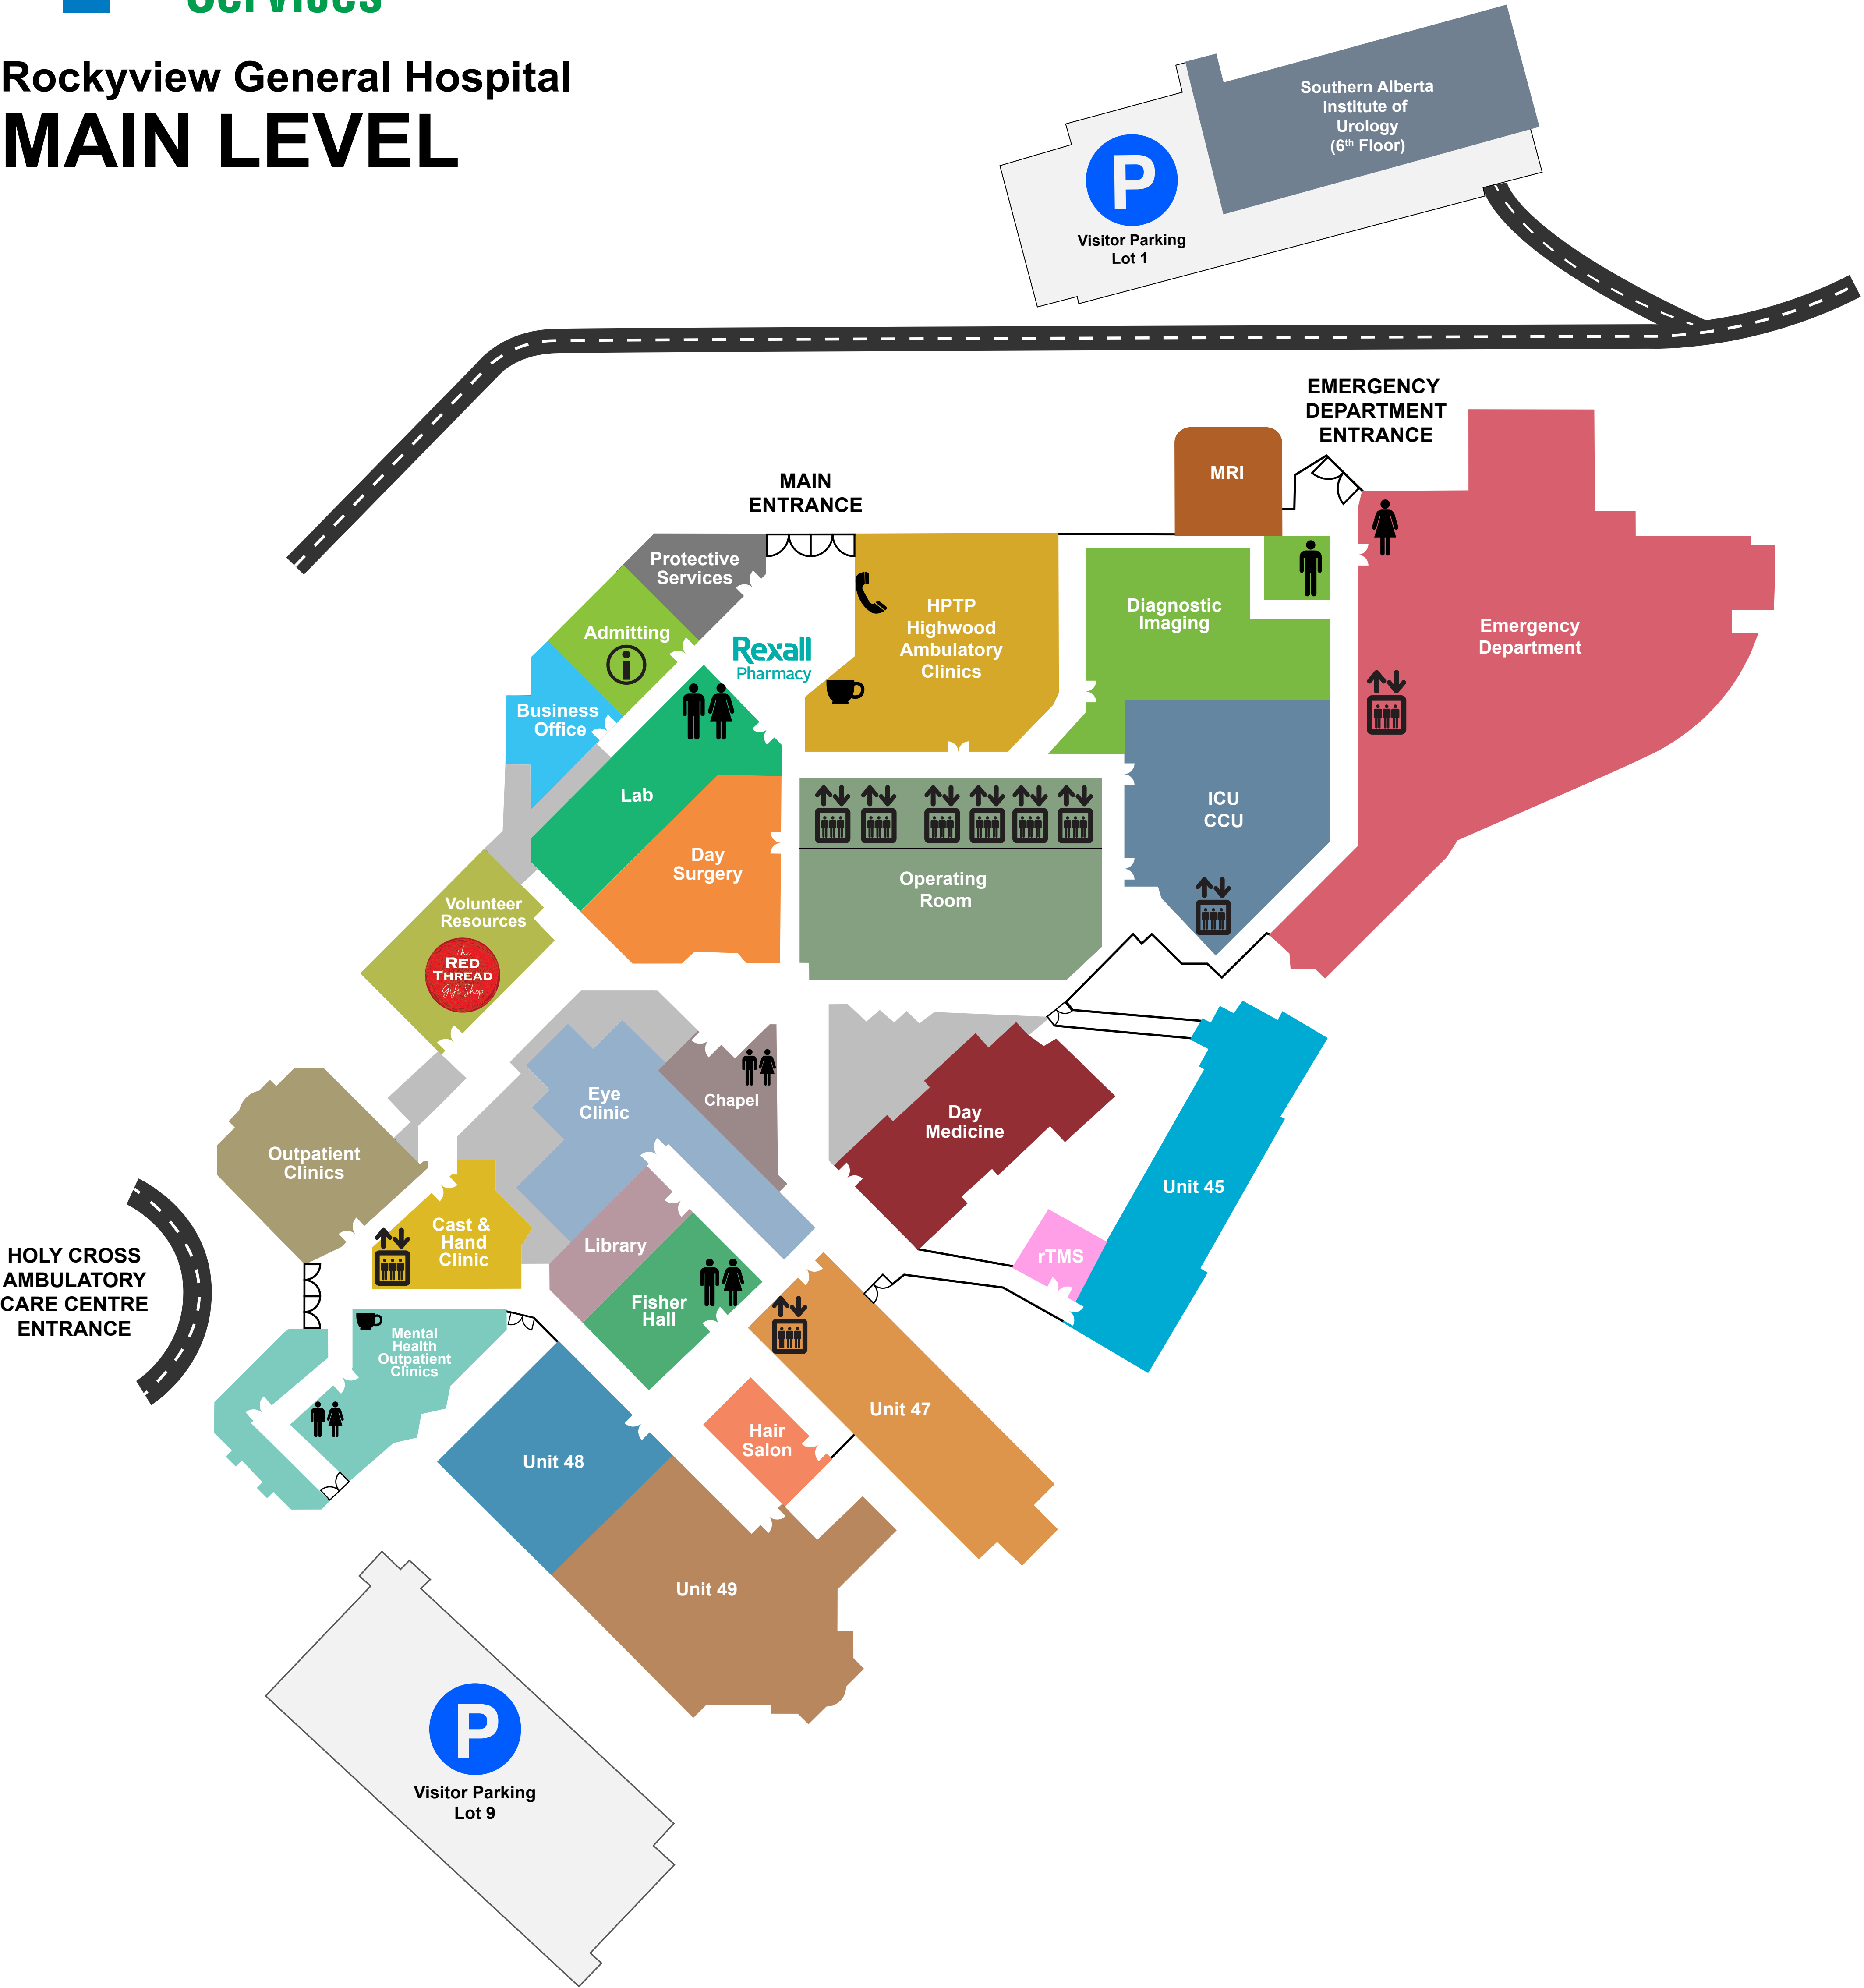 Services
Rockyview General Hospital
MAIN LEVEL
Southern Alberta
Institute of
Urology
(6th Floor)
P
Visitor Parking
Lot 1
EMERGENCY
DEPARTMENT
ENTRANCE
MAIN
ENTRANCE
MRI
Protective
Services
Admitting
i
Rexall
Pharmacy
HPTP
Highwood
Ambulatory
Clinics
Diagnostic
Imaging
Emergency
Department
Business
Office
Lab
Day
Surgery
Operating
Room
ICU
CCU
Volunteer
Resources
the
RED
THREAD
Gift Shop
Eye
Clinic
Chapel
Day
Medicine
Outpatient
Clinics
Unit 45
Cast &
Hand
Clinic
Library
rTMS
HOLY CROSS
AMBULATORY
CARE CENTRE
ENTRANCE
Fisher
Hall
Mental
Health
Outpatient
Clinics
Unit 47
Hair
Salon
Unit 48
Unit 49
P
Visitor Parking
Lot 9